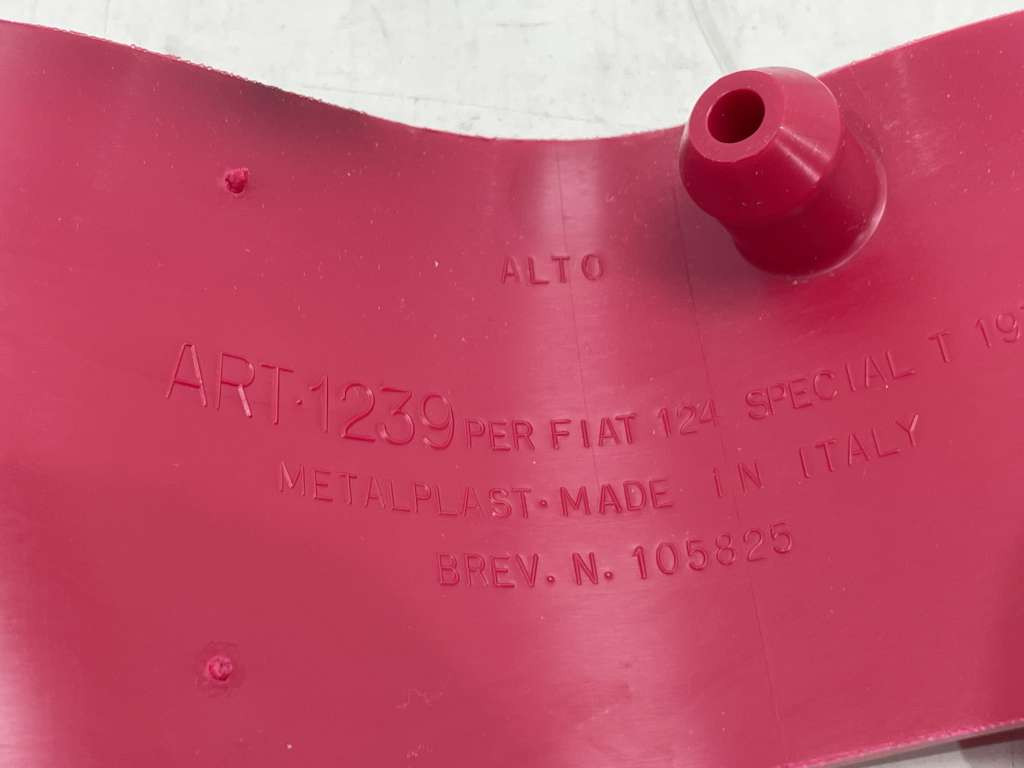 ALTO
ART.1239 PER FIAT 124 SPECIAL T
METALPLAST·MADE IN ITALY
BREV. N. 105825